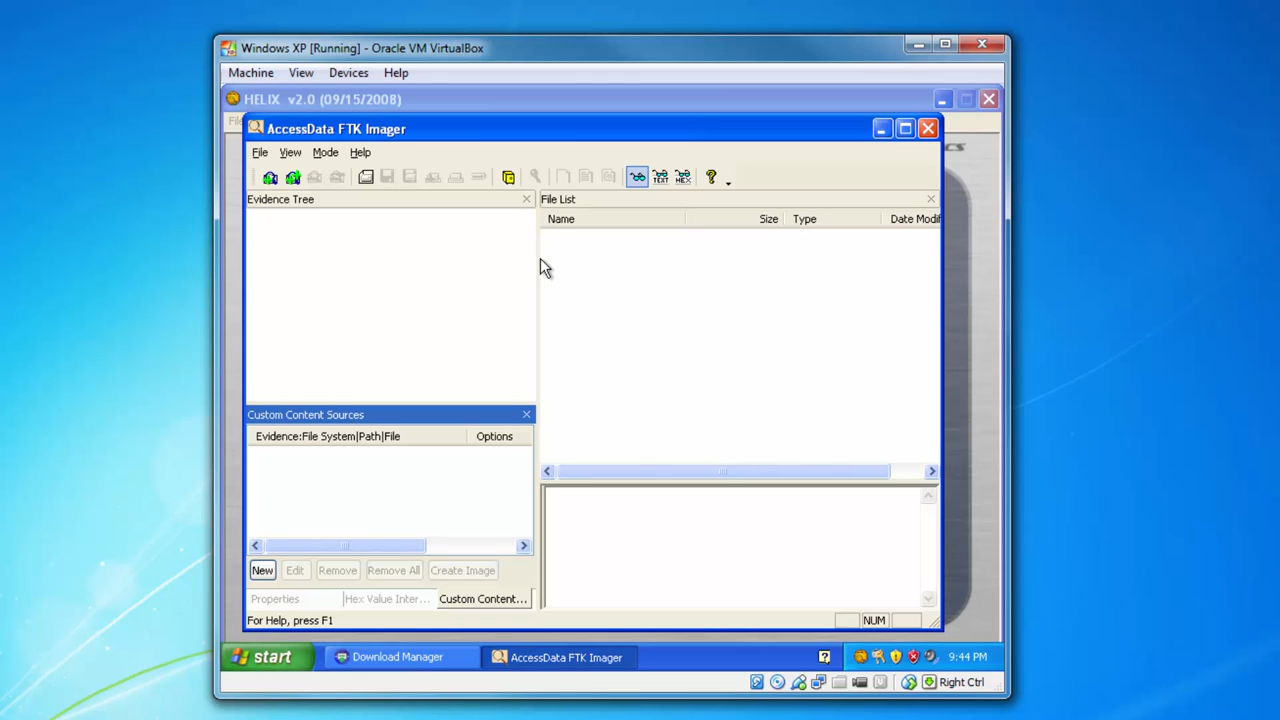 Windows XP [Running] - Oracle VM VirtualBox
Machine View Devices Help
HELIX v2.0 (09/15/2008)
AccessData FTK Imager
File View Mode Help
TEXT HEX
Evidence Tree
File List
Name Size Type Date Modif
Custom Content Sources
Evidence:File System|Path|File Options
New Edit Remove Remove All Create Image
Properties Hex Value Inter... Custom Content...
For Help, press F1
NUM
start Download Manager AccessData FTK Imager 9:44 PM
Right Ctrl